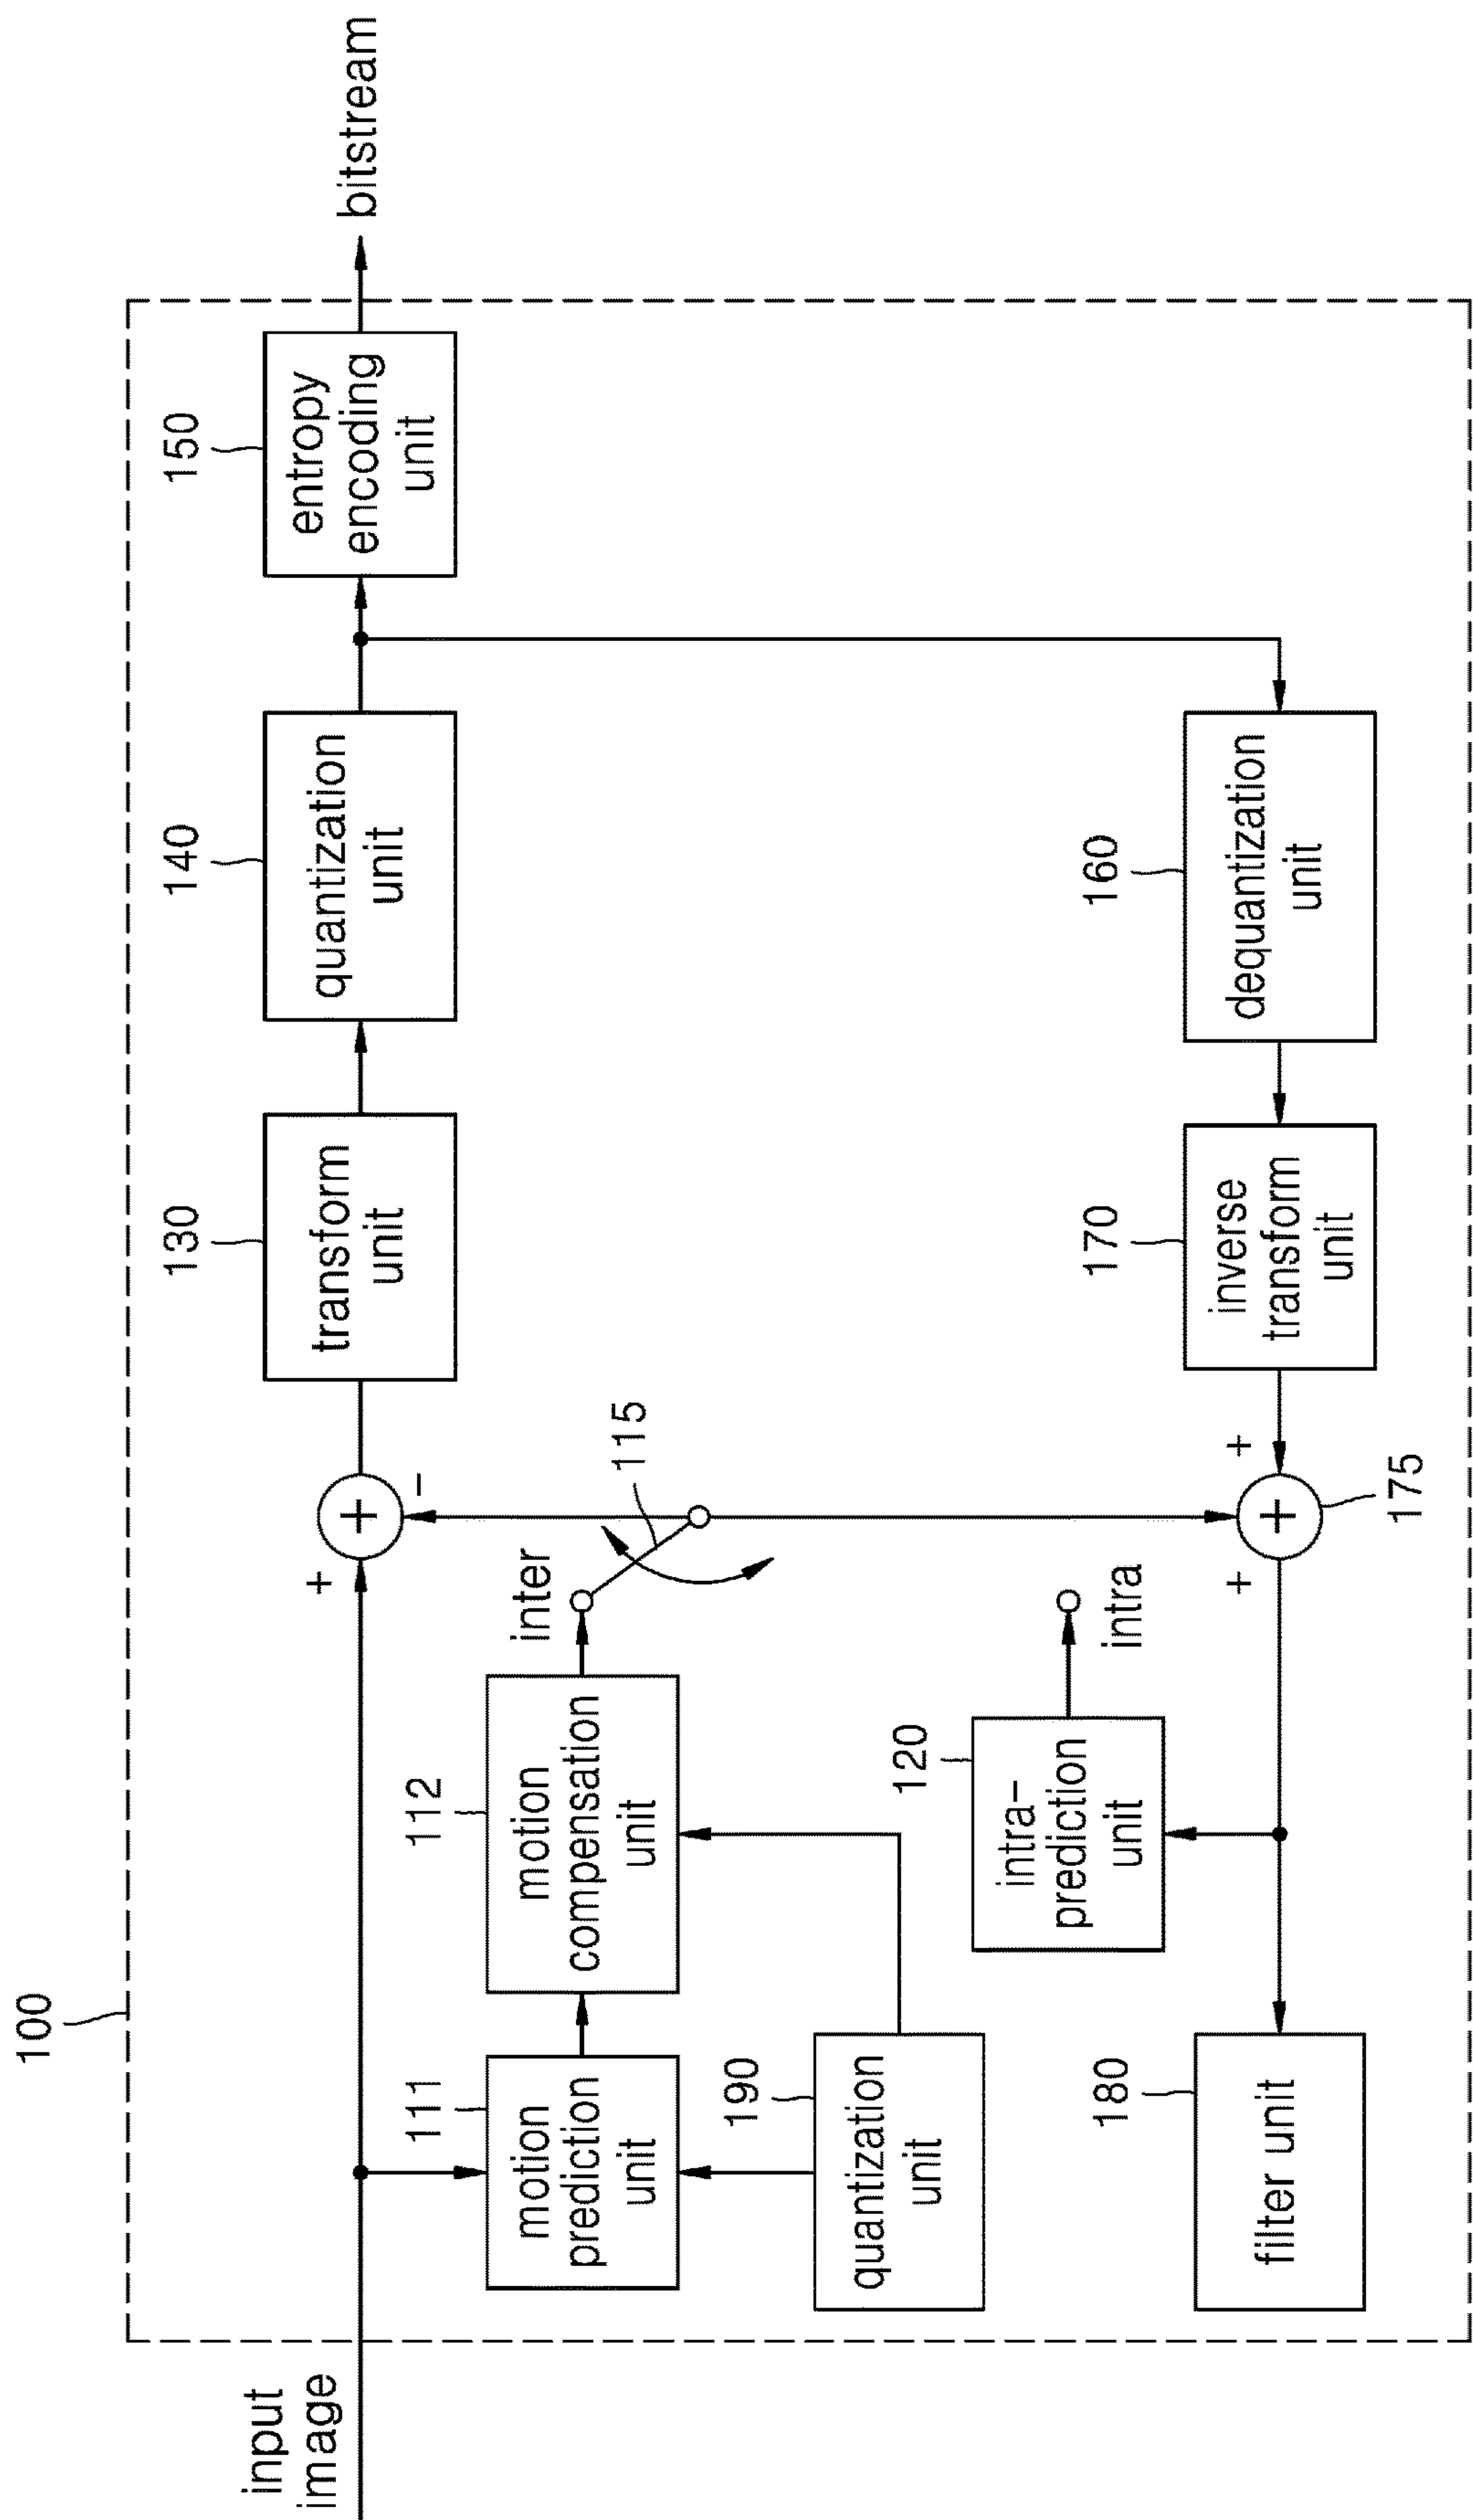 100
input
image
+
−
130
transform
unit
140
quantization
unit
150
entropy
encoding
unit
bitstream
111
motion
prediction
unit
112
motion
compensation
unit
inter
115
190
quantization
unit
120
intra-
prediction
unit
intra
160
dequantization
unit
170
inverse
transform
unit
+
+
175
180
filter unit
+
+